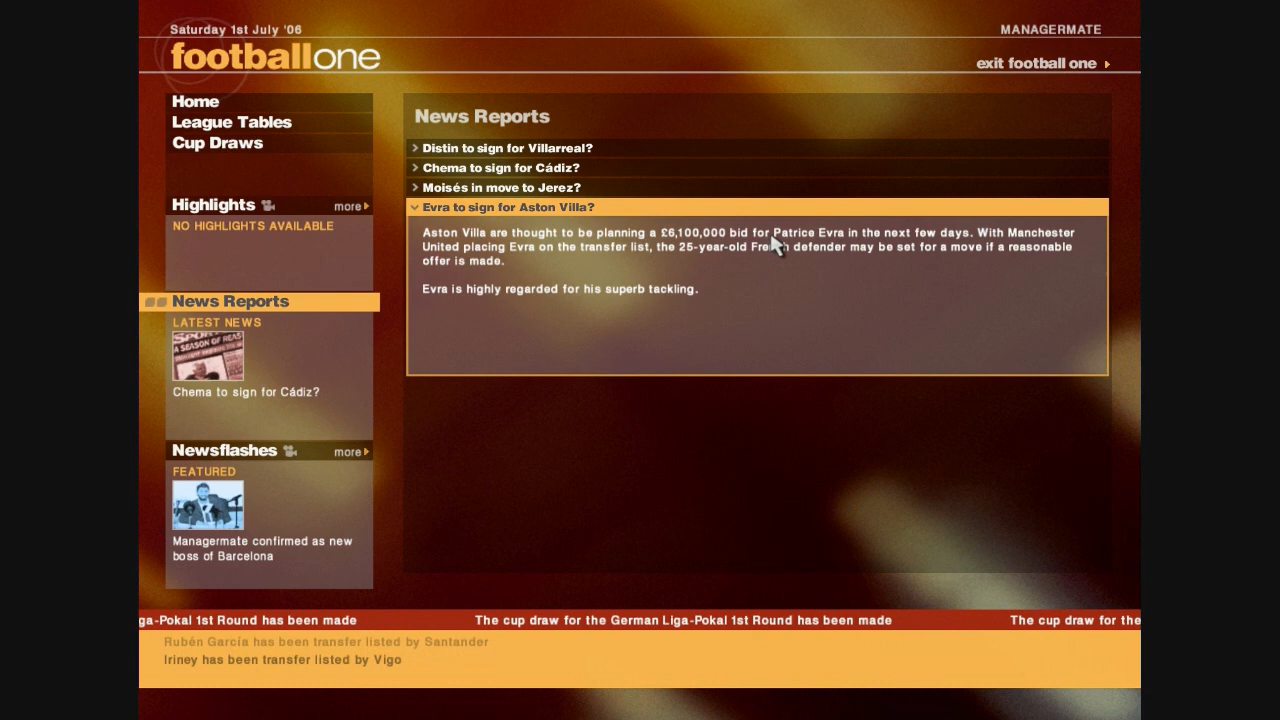 Saturday 1st July '06
MANAGERMATE
footballone
exit football one
Home
League Tables
Cup Draws
Highlights
more
NO HIGHLIGHTS AVAILABLE
News Reports
LATEST NEWS
SPOR
A SEASON OF REAS
Chema to sign for Cádiz?
Newsflashes
more
FEATURED
Managermate confirmed as new
boss of Barcelona
News Reports
Distin to sign for Villarreal?
Chema to sign for Cádiz?
Moisés in move to Jerez?
Evra to sign for Aston Villa?
Aston Villa are thought to be planning a £6,100,000 bid for Patrice Evra in the next few days. With Manchester
United placing Evra on the transfer list, the 25-year-old French defender may be set for a move if a reasonable
offer is made.
Evra is highly regarded for his superb tackling.
ga-Pokal 1st Round has been made The cup draw for the German Liga-Pokal 1st Round has been made The cup draw for the
Rubén García has been transfer listed by Santander
Iriney has been transfer listed by Vigo